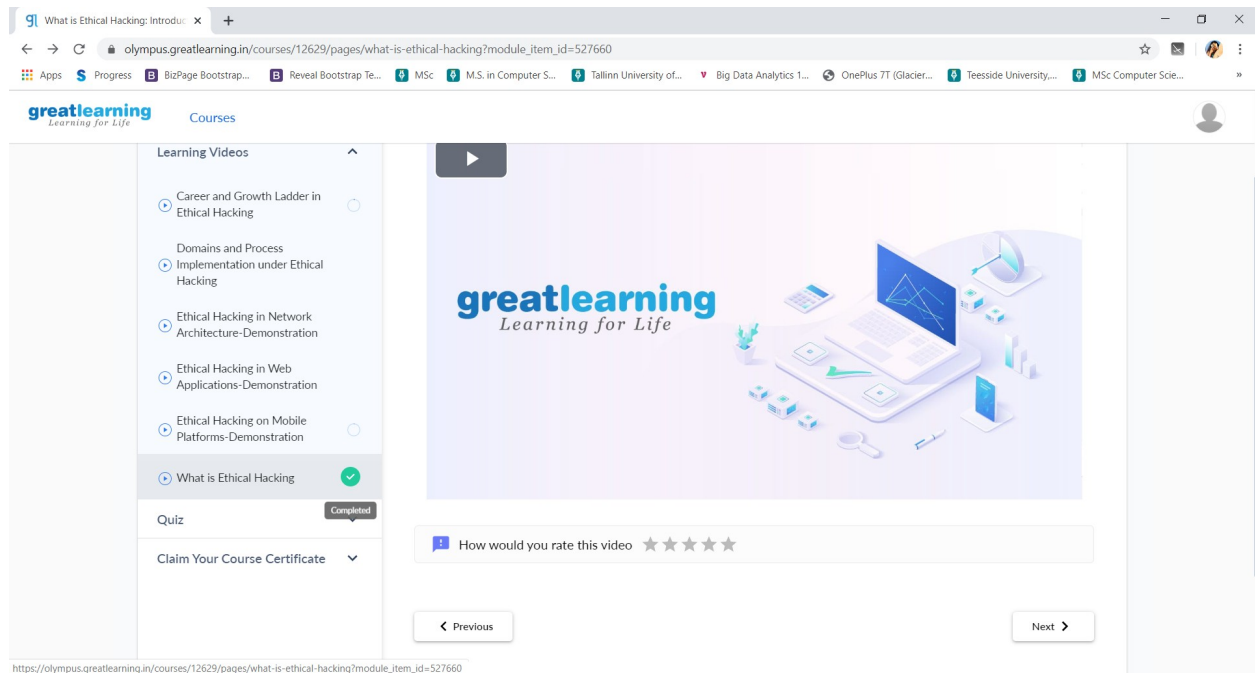 What is Ethical Hacking: Introduc
olympus.greatlearning.in/courses/12629/pages/what-is-ethical-hacking?module_item_id=527660
Apps Progress BizPage Bootstrap... Reveal Bootstrap Te... MSc M.S. in Computer S... Tallinn University of... Big Data Analytics 1... OnePlus 7T (Glacier... Teesside University,... MSc Computer Scie... »
greatlearning
Learning for Life
Courses
Learning Videos
Career and Growth Ladder in
Ethical Hacking
Domains and Process
Implementation under Ethical
Hacking
Ethical Hacking in Network
Architecture-Demonstration
Ethical Hacking in Web
Applications-Demonstration
Ethical Hacking on Mobile
Platforms-Demonstration
What is Ethical Hacking
Completed
Quiz
Claim Your Course Certificate
greatlearning
Learning for Life
How would you rate this video
Previous
Next
https://olympus.greatlearning.in/courses/12629/pages/what-is-ethical-hacking?module_item_id=527660